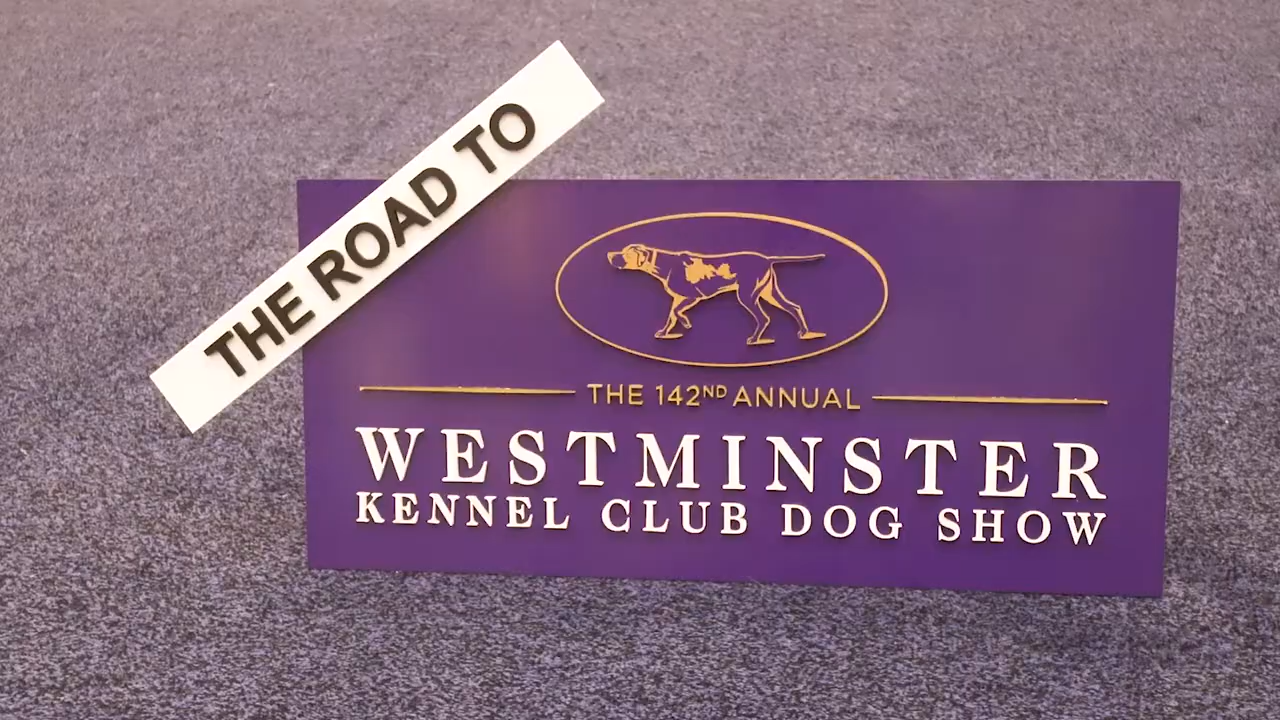 THE ROAD TO
THE 142ND ANNUAL
WESTMINSTER
KENNEL CLUB DOG SHOW